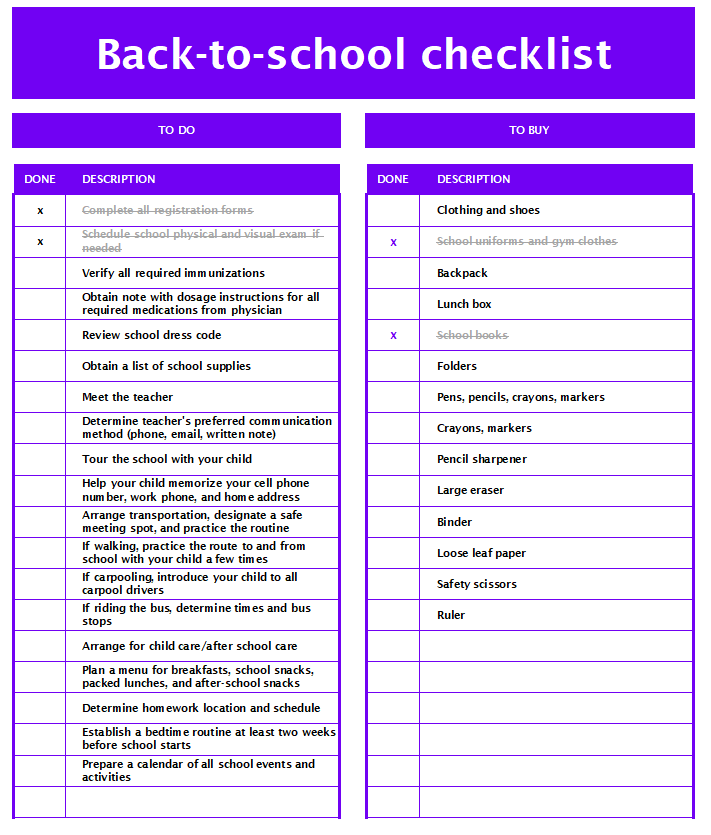 Back-to-school checklist
TO DO
DONE DESCRIPTION
x Complete all registration forms
x Schedule school physical and visual exam if
needed
Verify all required immunizations
Obtain note with dosage instructions for all
required medications from physician
Review school dress code
Obtain a list of school supplies
Meet the teacher
Determine teacher's preferred communication
method (phone, email, written note)
Tour the school with your child
Help your child memorize your cell phone
number, work phone, and home address
Arrange transportation, designate a safe
meeting spot, and practice the routine
If walking, practice the route to and from
school with your child a few times
If carpooling, introduce your child to all
carpool drivers
If riding the bus, determine times and bus
stops
Arrange for child care/after school care
Plan a menu for breakfasts, school snacks,
packed lunches, and after-school snacks
Determine homework location and schedule
Establish a bedtime routine at least two weeks
before school starts
Prepare a calendar of all school events and
activities
TO BUY
DONE DESCRIPTION
Clothing and shoes
x School uniforms and gym clothes
Backpack
Lunch box
x School books
Folders
Pens, pencils, crayons, markers
Crayons, markers
Pencil sharpener
Large eraser
Binder
Loose leaf paper
Safety scissors
Ruler